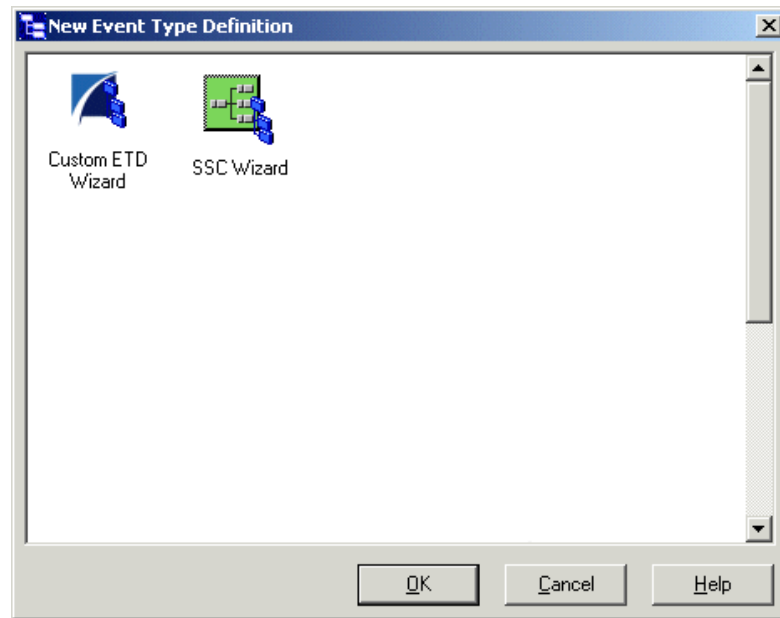 New Event Type Definition
Custom ETD
Wizard
SSC Wizard
OK
Cancel
Help